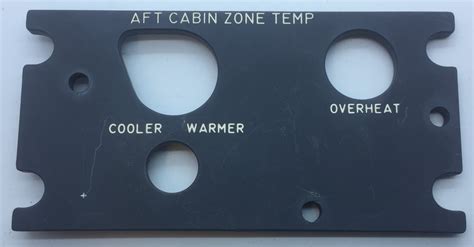 AFT CABIN ZONE TEMP
OVERHEAT
COOLER WARMER